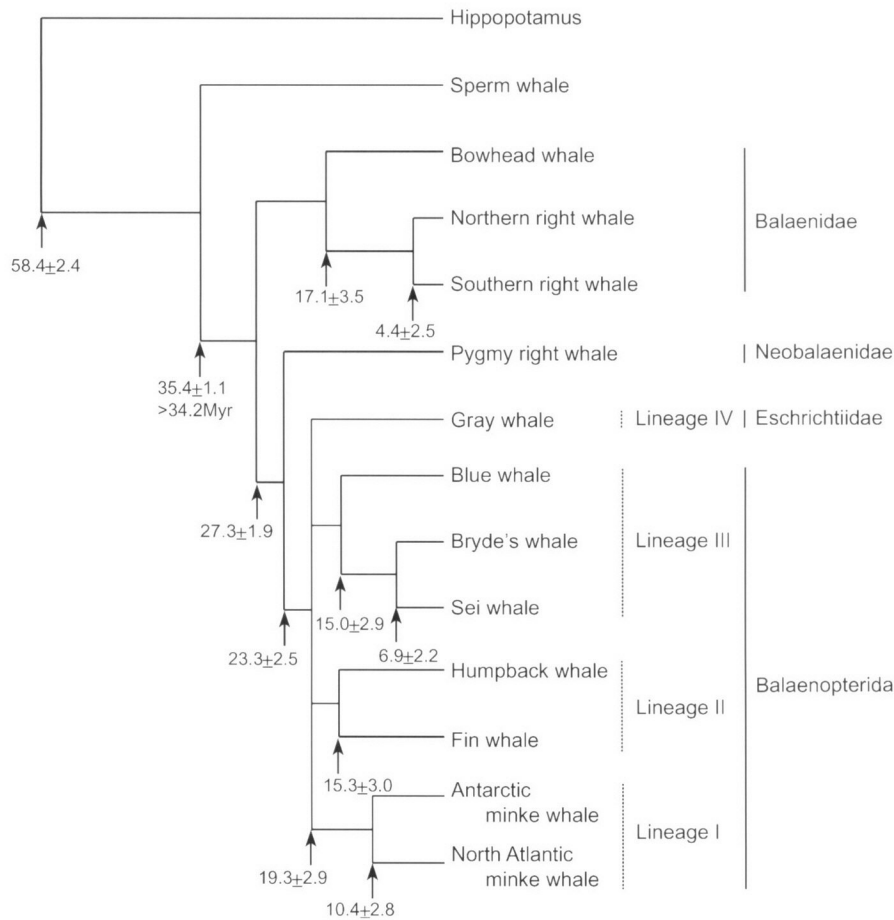 Hippopotamus
Sperm whale
Bowhead whale
Northern right whale
Balaenidae
58.4±2.4
Southern right whale
17.1±3.5
4.4±2.5
Pygmy right whale
Neobalaenidae
35.4±1.1
>34.2Myr
Gray whale
Lineage IV
Eschrichtiidae
Blue whale
27.3±1.9
Bryde's whale
Lineage III
Sei whale
15.0±2.9
6.9±2.2
23.3±2.5
Humpback whale
Balaenopterida
Lineage II
Fin whale
15.3±3.0
Antarctic
minke whale
Lineage I
North Atlantic
minke whale
19.3±2.9
10.4±2.8